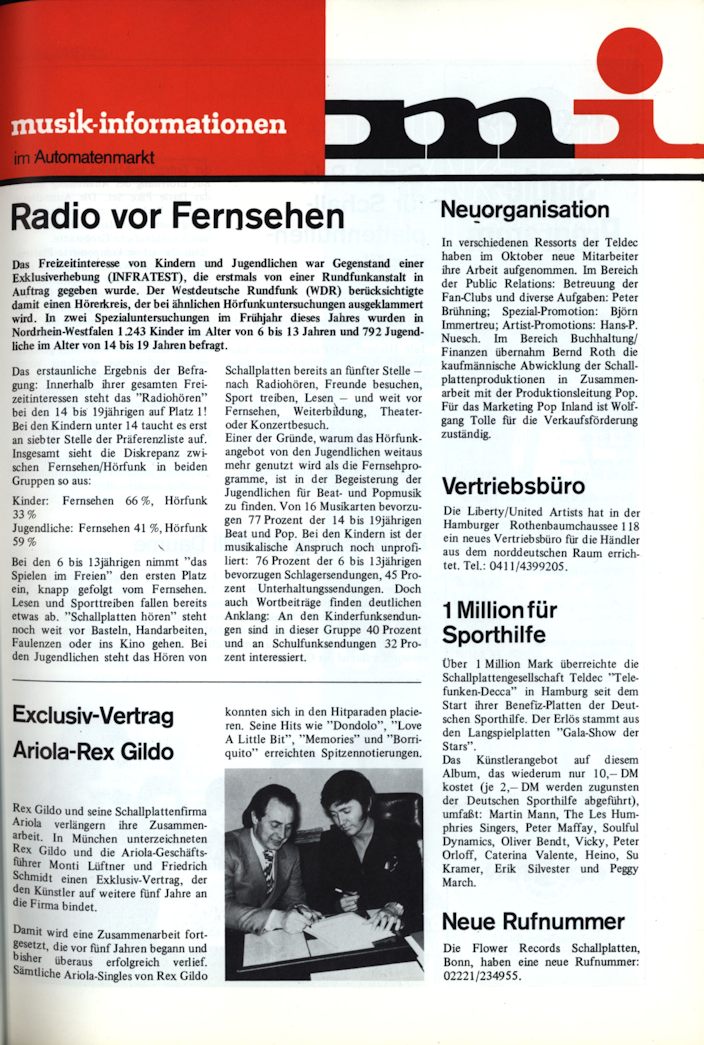 musik-informationen
im Automatenmarkt
mi
Radio vor Fernsehen
Das Freizeitinteresse von Kindern und Jugendlichen war Gegenstand einer
Exklusiverhebung (INFRATEST), die erstmals von einer Rundfunkanstalt in
Auftrag gegeben wurde. Der Westdeutsche Rundfunk (WDR) berücksichtigte
damit einen Hörerkreis, der bei ähnlichen Hörfunkuntersuchungen ausgeklammert
wird. In zwei Spezialuntersuchungen im Frühjahr dieses Jahres wurden in
Nordrhein-Westfalen 1.243 Kinder im Alter von 6 bis 13 Jahren und 792 Jugend-
liche im Alter von 14 bis 19 Jahren befragt.
Das erstaunliche Ergebnis der Befra-
gung: Innerhalb ihrer gesamten Frei-
zeitinteressen steht das "Radiohören"
bei den 14 bis 19jährigen auf Platz 1!
Bei den Kindern unter 14 taucht es erst
an siebter Stelle der Präferenzliste auf.
Insgesamt sieht die Diskrepanz zwi-
schen Fernsehen/Hörfunk in beiden
Gruppen so aus:
Kinder: Fernsehen 66 %, Hörfunk
33 %
Jugendliche: Fernsehen 41 %, Hörfunk
59 %
Bei den 6 bis 13jährigen nimmt "das
Spielen im Freien" den ersten Platz
ein, knapp gefolgt vom Fernsehen.
Lesen und Sporttreiben fallen bereits
etwas ab. "Schallplatten hören" steht
noch weit vor Basteln, Handarbeiten,
Faulenzen oder ins Kino gehen. Bei
den Jugendlichen steht das Hören von
Schallplatten bereits an fünfter Stelle –
nach Radiohören, Freunde besuchen,
Sport treiben, Lesen – und weit vor
Fernsehen, Weiterbildung, Theater-
oder Konzertbesuch.
Einer der Gründe, warum das Hörfunk-
angebot von den Jugendlichen weitaus
mehr genutzt wird als die Fernsehpro-
gramme, ist in der Begeisterung der
Jugendlichen für Beat- und Popmusik
zu finden. Von 16 Musikarten bevorzu-
gen 77 Prozent der 14 bis 19jährigen
Beat und Pop. Bei den Kindern ist der
musikalische Anspruch noch unprofi-
liert: 76 Prozent der 6 bis 13jährigen
bevorzugen Schlagersendungen, 45 Pro-
zent Unterhaltungssendungen. Doch
auch Wortbeiträge finden deutlichen
Anklang: An den Kinderfunksendun-
gen sind in dieser Gruppe 40 Prozent
und an Schulfunksendungen 32 Pro-
zent interessiert.
Exclusiv-Vertrag
Ariola-Rex Gildo
Rex Gildo und seine Schallplattenfirma
Ariola verlängern ihre Zusammen-
arbeit. In München unterzeichneten
Rex Gildo und die Ariola-Geschäfts-
führer Monti Lüftner und Friedrich
Schmidt einen Exklusiv-Vertrag, der
den Künstler auf weitere fünf Jahre an
die Firma bindet.
Damit wird eine Zusammenarbeit fort-
gesetzt, die vor fünf Jahren begann und
bisher überaus erfolgreich verlief.
Sämtliche Ariola-Singles von Rex Gildo
konnten sich in den Hitparaden placie-
ren. Seine Hits wie "Dondolo", "Love
A Little Bit", "Memories" und "Borri-
quito" erreichten Spitzennotierungen.
Neuorganisation
In verschiedenen Ressorts der Teldec
haben im Oktober neue Mitarbeiter
ihre Arbeit aufgenommen. Im Bereich
der Public Relations: Betreuung der
Fan-Clubs und diverse Aufgaben: Peter
Brühning; Spezial-Promotion: Björn
Immertreu; Artist-Promotions: Hans-P.
Nuesch. Im Bereich Buchhaltung/
Finanzen übernahm Bernd Roth die
kaufmännische Abwicklung der Schall-
plattenproduktionen in Zusammen-
arbeit mit der Produktionsleitung Pop.
Für das Marketing Pop Inland ist Wolf-
gang Tolle für die Verkaufsförderung
zuständig.
Vertriebsbüro
Die Liberty/United Artists hat in der
Hamburger Rothenbaumchaussee 118
ein neues Vertriebsbüro für die Händler
aus dem norddeutschen Raum errich-
tet. Tel.: 0411/4399205.
1 Million für
Sporthilfe
Über 1 Million Mark überreichte die
Schallplattengesellschaft Teldec "Tele-
funken-Decca" in Hamburg seit dem
Start ihrer Benefiz-Platten der Deut-
schen Sporthilfe. Der Erlös stammt aus
den Langspielplatten "Gala-Show der
Stars".
Das Künstlerangebot auf diesem
Album, das wiederum nur 10,– DM
kostet (je 2,– DM werden zugunsten
der Deutschen Sporthilfe abgeführt),
umfaßt: Martin Mann, The Les Hum-
phries Singers, Peter Maffay, Soulful
Dynamics, Oliver Bendt, Vicky, Peter
Orloff, Caterina Valente, Heino, Su
Kramer, Erik Silvester und Peggy
March.
Neue Rufnummer
Die Flower Records Schallplatten,
Bonn, haben eine neue Rufnummer:
02221/234955.